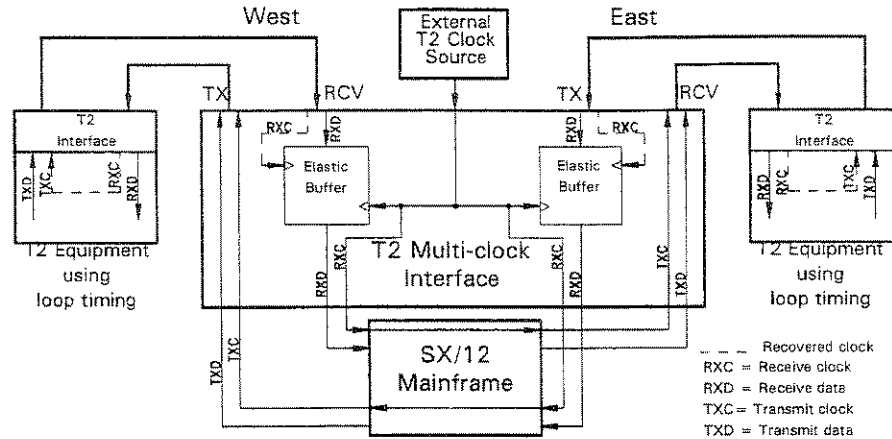 West
External
T2 Clock
Source
East
TX
RCV
TX
RCV
T2
Interface
TXD
TXC
RXC
RXD
T2 Equipment
using
loop timing
RXC
RXD
Elastic
Buffer
RXD
RXC
Elastic
Buffer
T2
Interface
RXD
RXC
TXC
TXD
T2 Equipment
using
loop timing
T2 Multi-clock
Interface
RXD
RXC
RXC
RXD
TXC
TXD
TXD
TXC
SX/12
Mainframe
Recovered clock
RXC = Receive clock
RXD = Receive data
TXC = Transmit clock
TXD = Transmit data